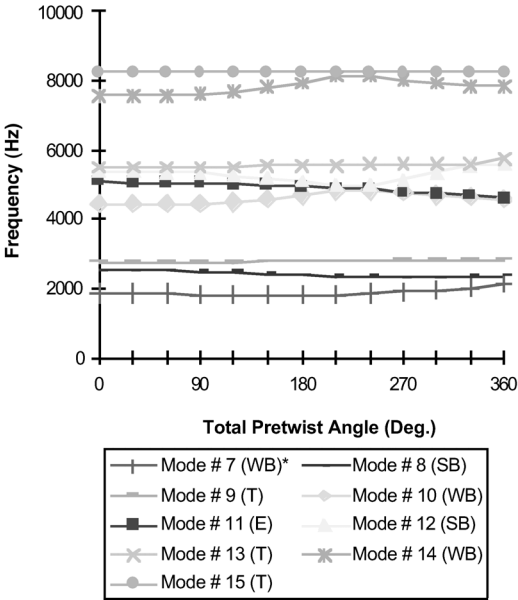 10000
8000
6000
4000
2000
0
Frequency (Hz)
0 90 180 270 360
Total Pretwist Angle (Deg.)
Mode # 7 (WB)* Mode # 8 (SB)
Mode # 9 (T) Mode # 10 (WB)
Mode # 11 (E) Mode # 12 (SB)
Mode # 13 (T) Mode # 14 (WB)
Mode # 15 (T)